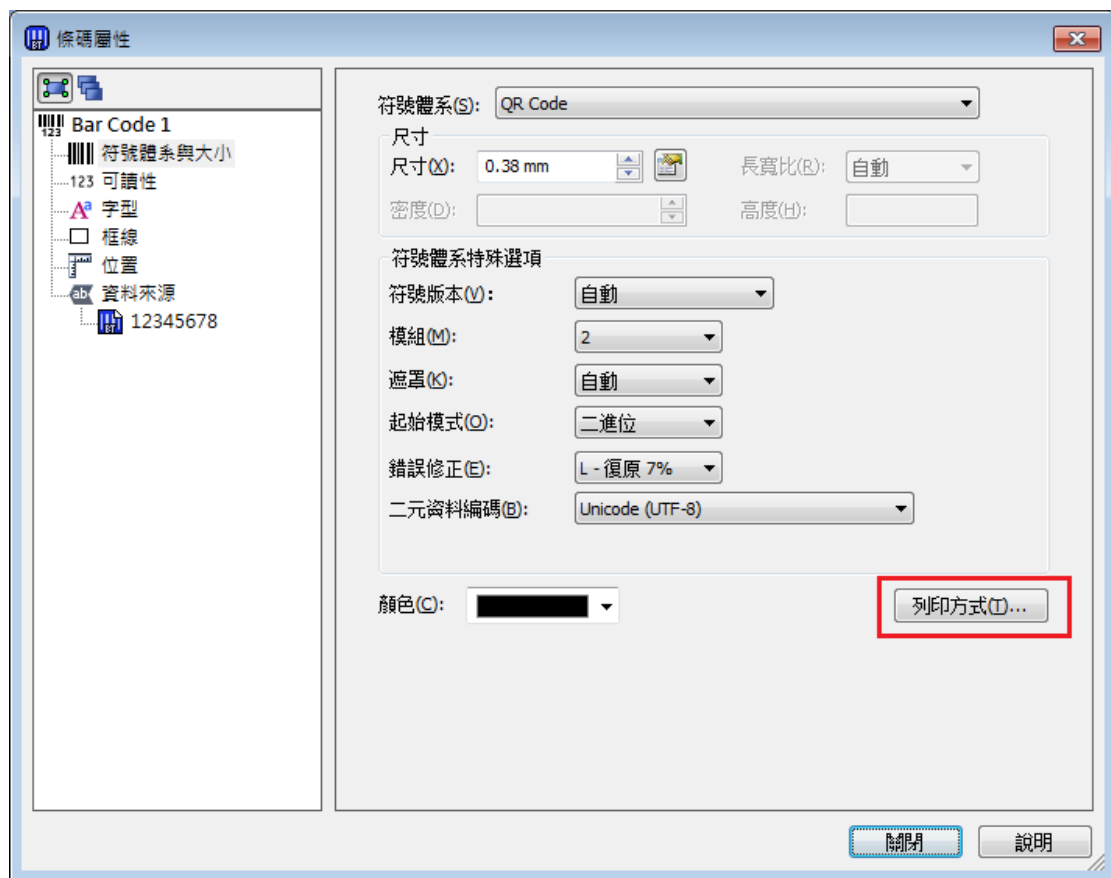 條碼屬性
Bar Code 1
符號體系與大小
123 可讀性
字型
框線
位置
資料來源
12345678
符號體系(S): QR Code
尺寸
尺寸(X): 0.38 mm 長寬比(R): 自動
密度(D): 高度(H):
符號體系特殊選項
符號版本(V): 自動
模組(M): 2
遮罩(K): 自動
起始模式(O): 二進位
錯誤修正(E): L - 復原 7%
二元資料編碼(B): Unicode (UTF-8)
顏色(C): 列印方式(T)...
關閉 說明